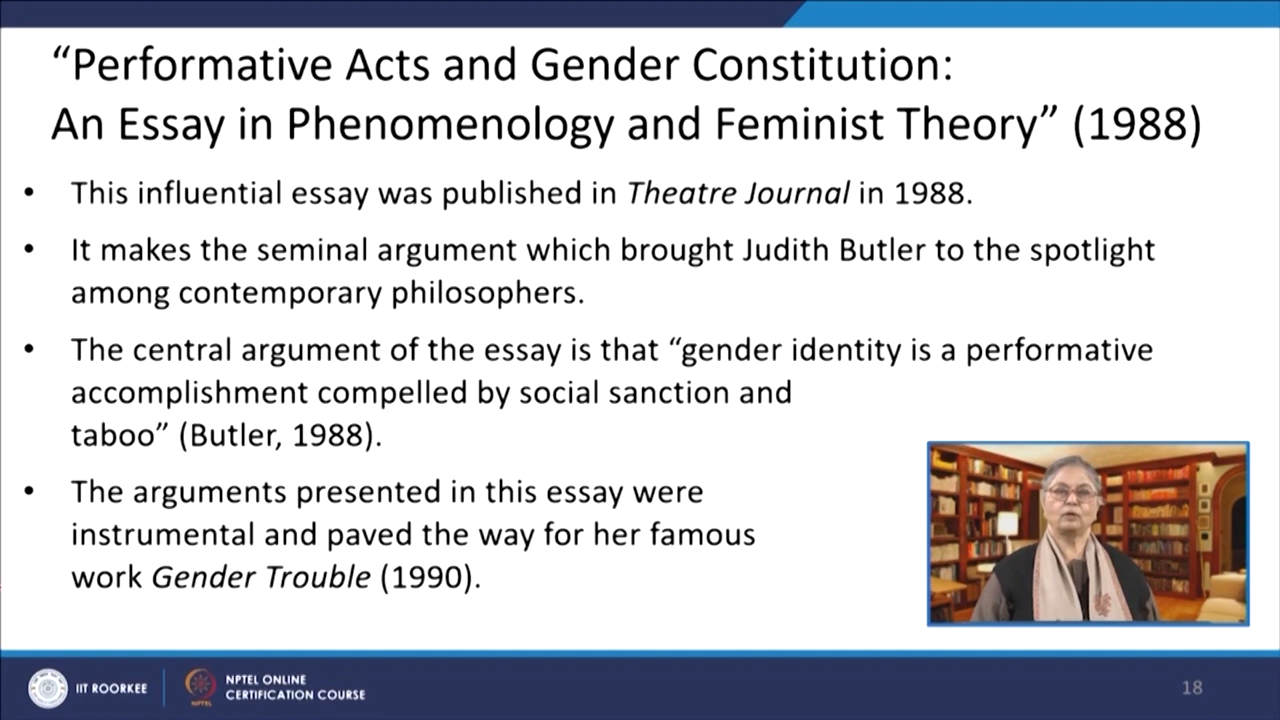 “Performative Acts and Gender Constitution:
An Essay in Phenomenology and Feminist Theory” (1988)
• This influential essay was published in Theatre Journal in 1988.
• It makes the seminal argument which brought Judith Butler to the spotlight
among contemporary philosophers.
• The central argument of the essay is that “gender identity is a performative
accomplishment compelled by social sanction and
taboo” (Butler, 1988).
• The arguments presented in this essay were
instrumental and paved the way for her famous
work Gender Trouble (1990).
IIT ROORKEE
NPTEL
NPTEL ONLINE
CERTIFICATION COURSE
18